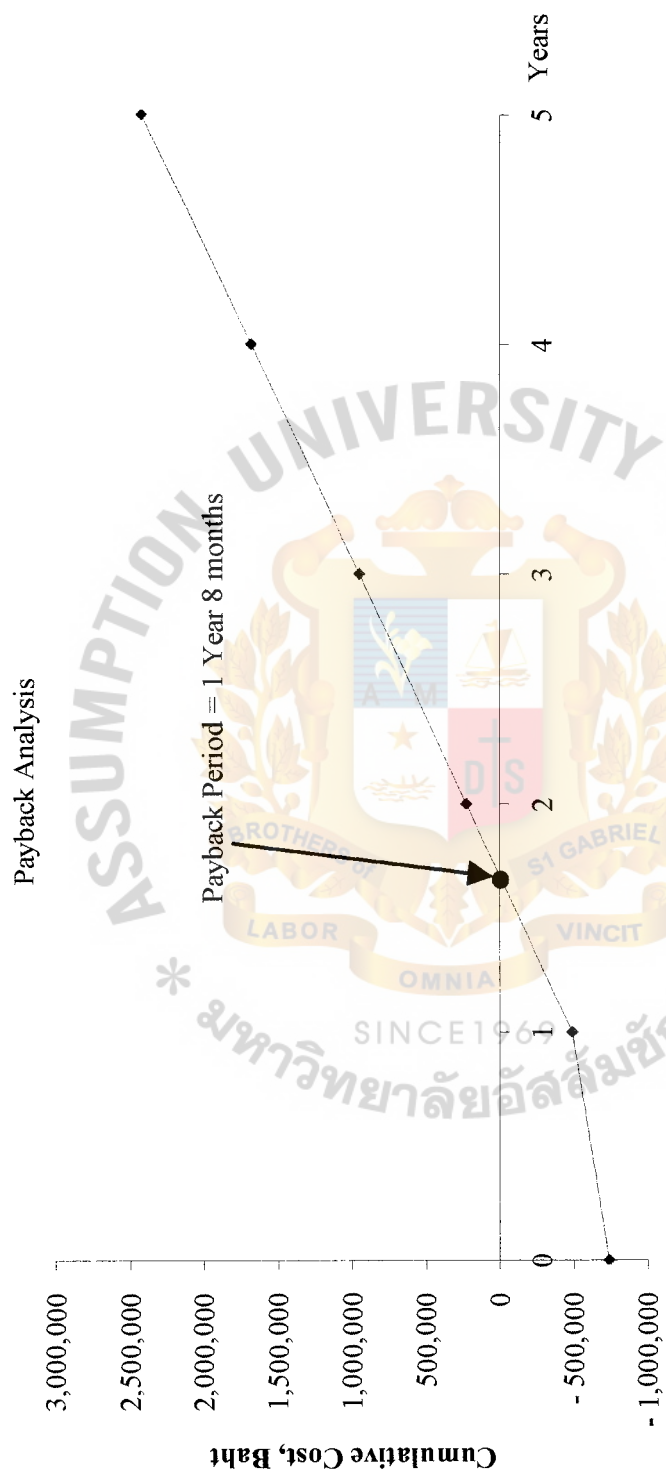 Payback Analysis
Payback Period = 1 Year 8 months
Cumulative Cost, Baht
3,000,000
2,500,000
2,000,000
1,500,000
1,000,000
500,000
0
- 500,000
- 1,000,000
0
1
2
3
4
5
Years
ASSUMPTION UNIVERSITY
A M
D S
BROTHERS of
ST GABRIEL
LABOR
OMNIA
VINCIT
SINCE1969
* มหาวิทยาลัยอัสสัมชัญ